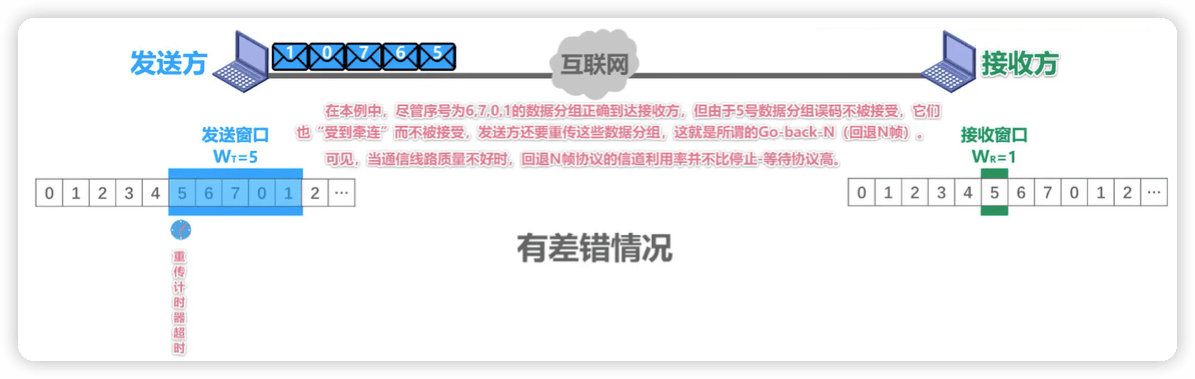 发送方
1 0 7 6 5
互联网
接收方
在本例中，尽管序号为6,7,0,1的数据分组正确到达接收方，但由于5号数据分组误码不被接受，它们
也“受到牵连”而不被接受，发送方还要重传这些数据分组，这就是所谓的Go-back-N（回退N帧）。
可见，当通信线路质量不好时，回退N帧协议的信道利用率并不比停止-等待协议高。
发送窗口
WT=5
接收窗口
WR=1
0 1 2 3 4 5 6 7 0 1 2 ···
0 1 2 3 4 5 6 7 0 1 2 ···
有差错情况
重传计时器超时